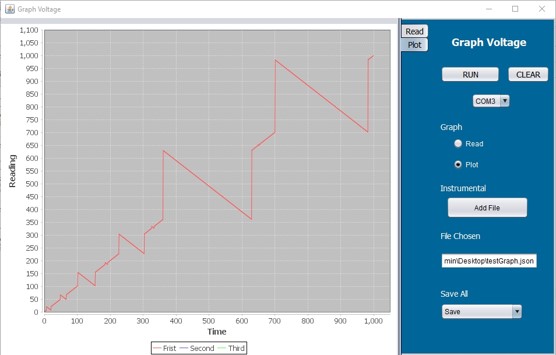 Graph Voltage
1,100
1,050
1,000
950
900
850
800
750
700
650
600
550
500
450
400
350
300
250
200
150
100
50
0
Reading
0 100 200 300 400 500 600 700 800 900 1,000
Time
Frist Second Third
Read
Plot
Graph Voltage
RUN CLEAR
COM3
Graph
Read
Plot
Instrumental
Add File
File Chosen
min\Desktop\testGraph.json
Save All
Save